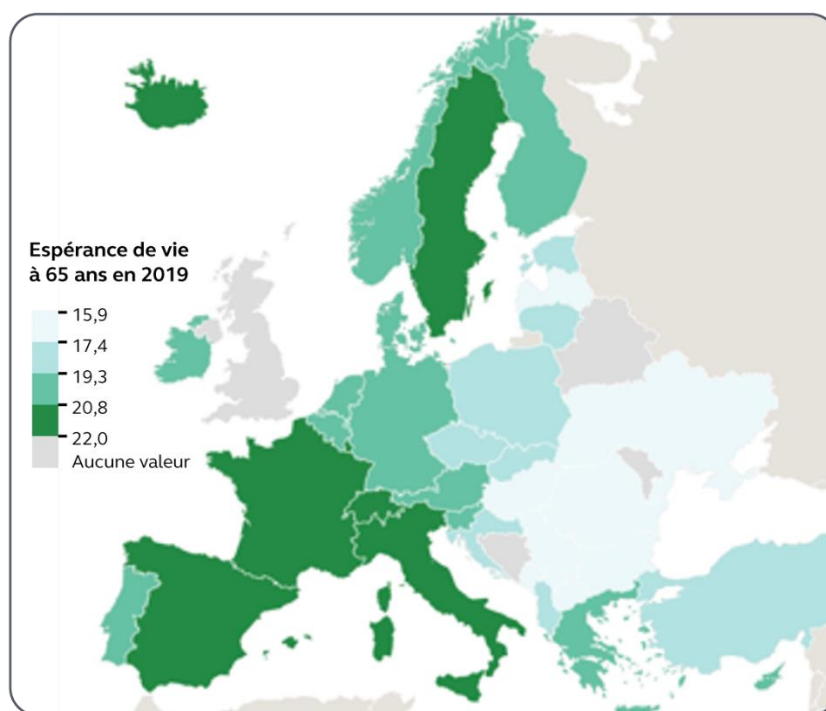 Espérance de vie
à 65 ans en 2019
15,9
17,4
19,3
20,8
22,0
Aucune valeur